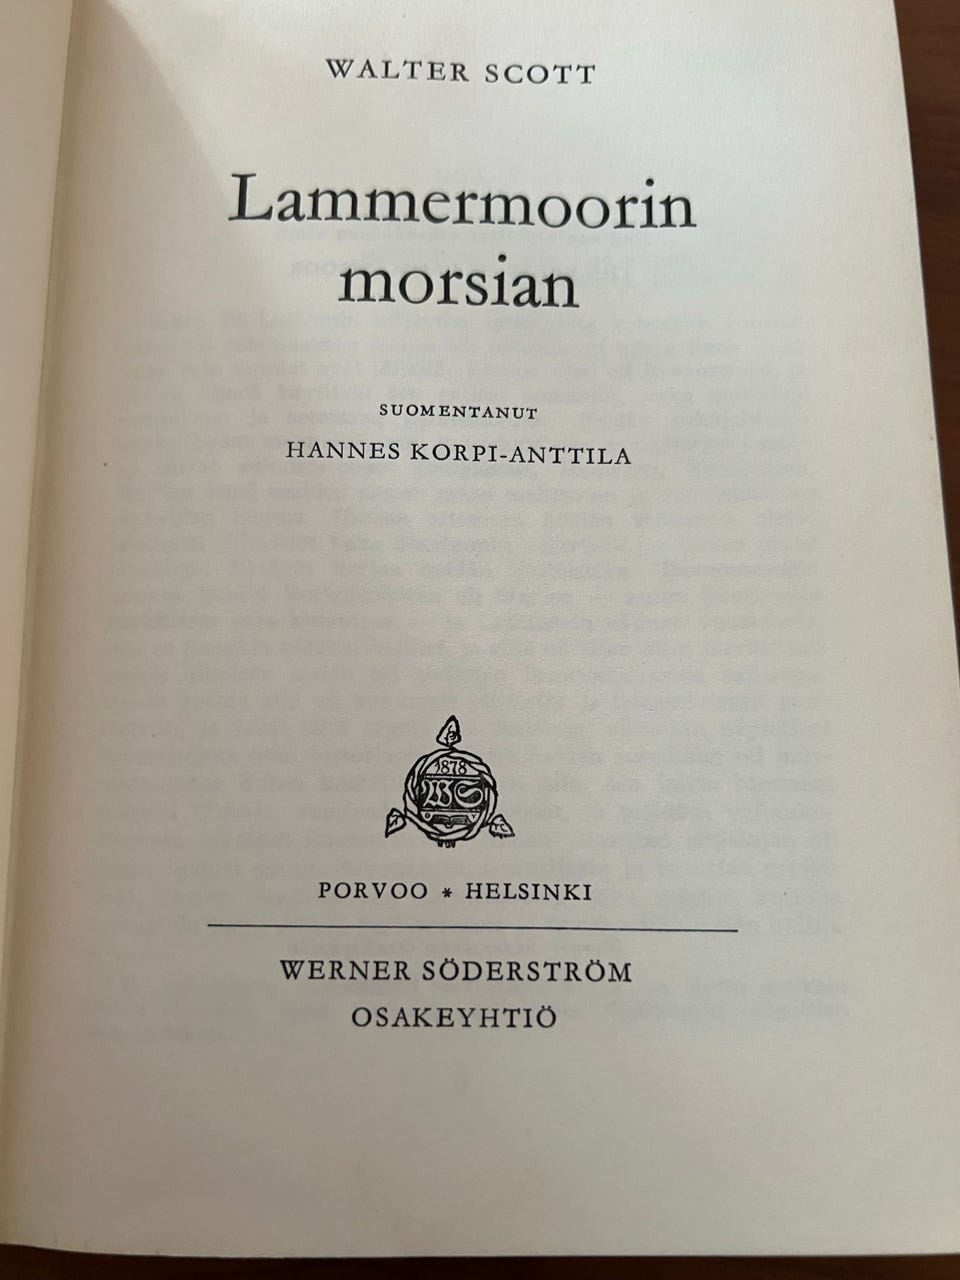 WALTER SCOTT
Lammermoorin
morsian
SUOMENTANUT
HANNES KORPI-ANTTILA
1878
WS
PORVOO * HELSINKI
WERNER SÖDERSTRÖM
OSAKEYHTIÖ